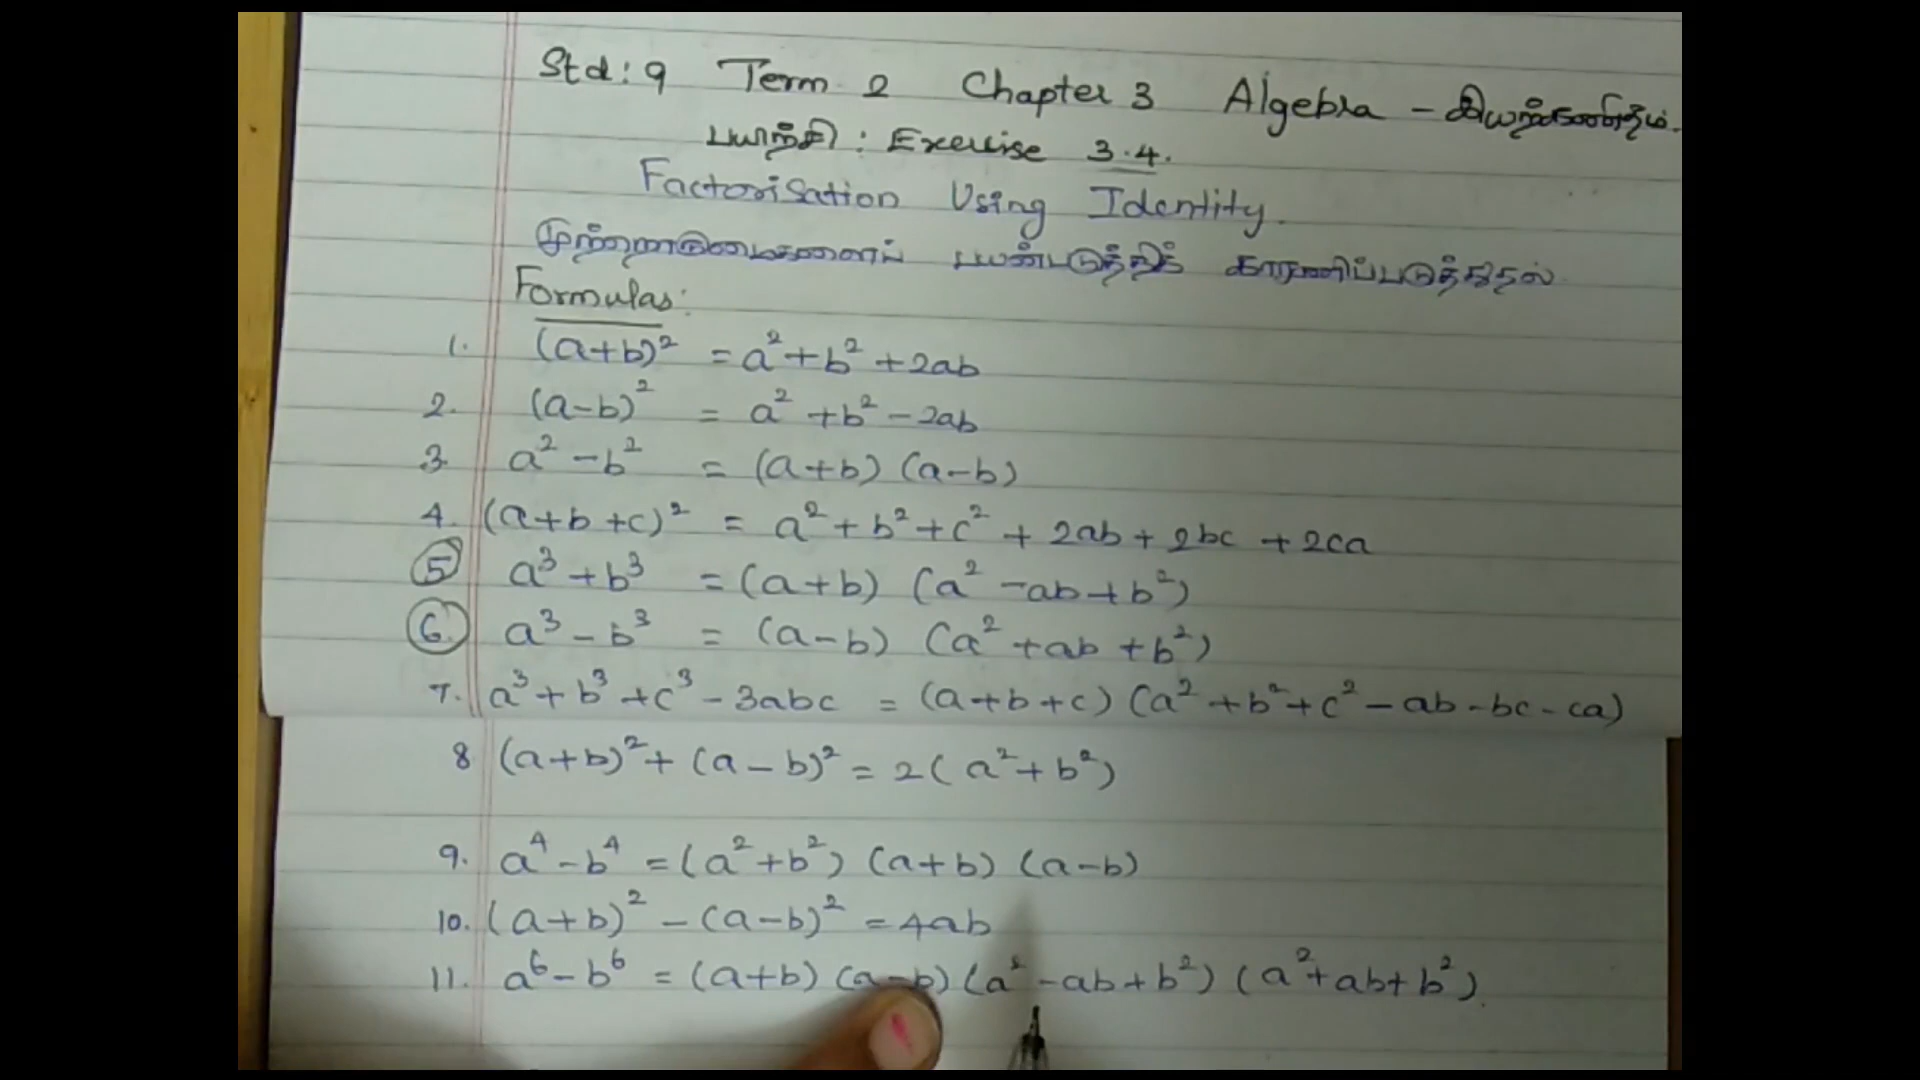 Std: 9 Term 2 Chapter 3 Algebra - இயற்கணிதம்.
பயிற்சி: Exercise 3.4.
Factorisation Using Identity.
முற்றொருமைகளைப் பயன்படுத்திக் காரணிப்படுத்துதல்
Formulas:
1. (a+b)² = a²+b²+2ab
2. (a-b)² = a²+b²-2ab
3. a²-b² = (a+b)(a-b)
4. (a+b+c)² = a²+b²+c²+2ab+2bc+2ca
5 a³+b³ = (a+b)(a²-ab+b²)
6. a³-b³ = (a-b)(a²+ab+b²)
7. a³+b³+c³-3abc = (a+b+c)(a²+b²+c²-ab-bc-ca)
8 (a+b)²+(a-b)² = 2(a²+b²)
9. a⁴-b⁴ = (a²+b²)(a+b)(a-b)
10. (a+b)²-(a-b)² = 4ab
11. a⁶-b⁶ = (a+b)(a-b)(a²-ab+b²)(a²+ab+b²).